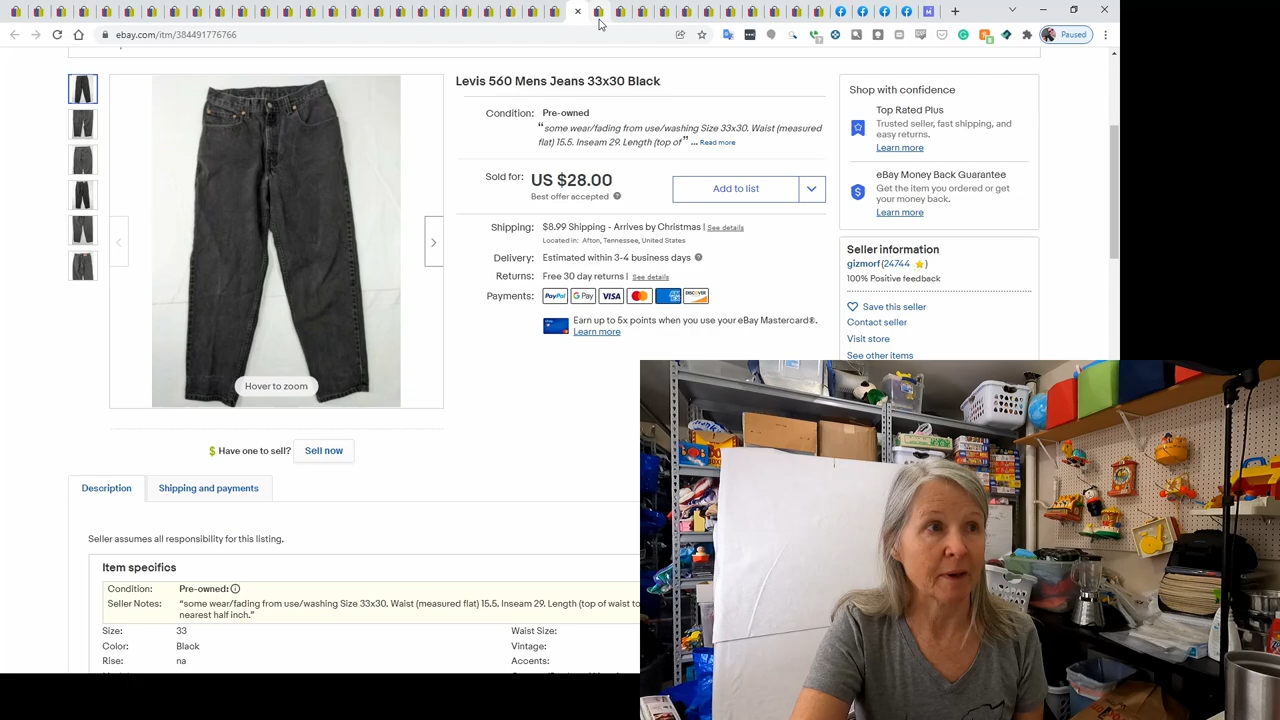 ebay.com/itm/384491776766
Paused
Levis 560 Mens Jeans 33x30 Black
Condition:
Pre-owned
“some wear/fading from use/washing Size 33x30. Waist (measured
flat) 15.5. Inseam 29. Length (top of” ... Read more
Sold for:
US $28.00
Best offer accepted
Add to list
Shipping:
$8.99 Shipping - Arrives by Christmas | See details
Located in: Afton, Tennessee, United States
Delivery:
Estimated within 3-4 business days
Returns:
Free 30 day returns | See details
Payments:
PayPal G Pay VISA DISCOVER
Earn up to 5x points when you use your eBay Mastercard®.
Learn more
Shop with confidence
Top Rated Plus
Trusted seller, fast shipping, and
easy returns.
Learn more
eBay Money Back Guarantee
Get the item you ordered or get
your money back.
Learn more
Seller information
gizmorf (24744 )
100% Positive feedback
Save this seller
Contact seller
Visit store
See other items
Hover to zoom
Have one to sell?
Sell now
Description
Shipping and payments
Seller assumes all responsibility for this listing.
Item specifics
Condition:
Pre-owned:
Seller Notes:
“some wear/fading from use/washing Size 33x30. Waist (measured flat) 15.5. Inseam 29. Length (top of waist to
nearest half inch.”
Size:
33
Waist Size:
Color:
Black
Vintage:
Rise:
na
Accents: